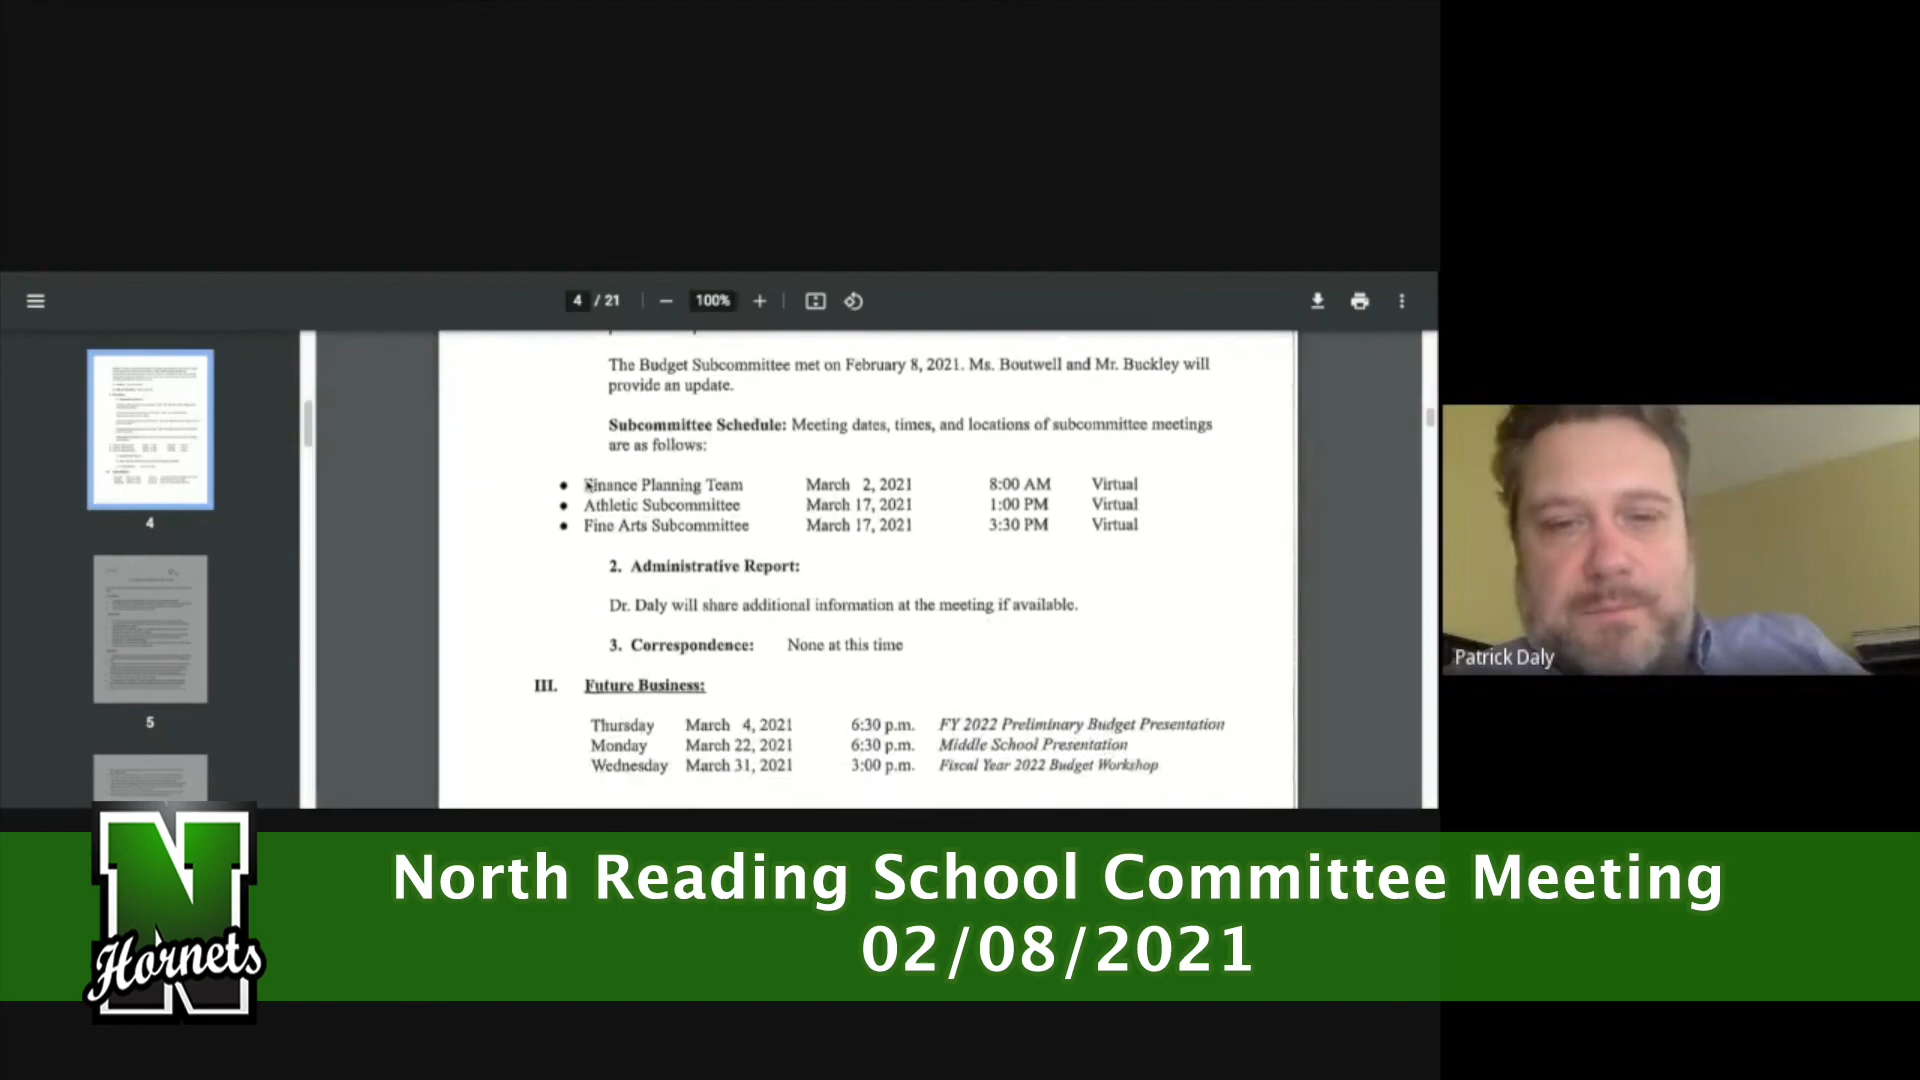 4 / 21
100%
The Budget Subcommittee met on February 8, 2021. Ms. Boutwell and Mr. Buckley will
provide an update.
Subcommittee Schedule: Meeting dates, times, and locations of subcommittee meetings
are as follows:
• Finance Planning Team March 2, 2021 8:00 AM Virtual
• Athletic Subcommittee March 17, 2021 1:00 PM Virtual
• Fine Arts Subcommittee March 17, 2021 3:30 PM Virtual
2. Administrative Report:
Dr. Daly will share additional information at the meeting if available.
3. Correspondence: None at this time
III. Future Business:
Thursday March 4, 2021 6:30 p.m. FY 2022 Preliminary Budget Presentation
Monday March 22, 2021 6:30 p.m. Middle School Presentation
Wednesday March 31, 2021 3:00 p.m. Fiscal Year 2022 Budget Workshop
4
5
Patrick Daly
N
Hornets
North Reading School Committee Meeting
02/08/2021